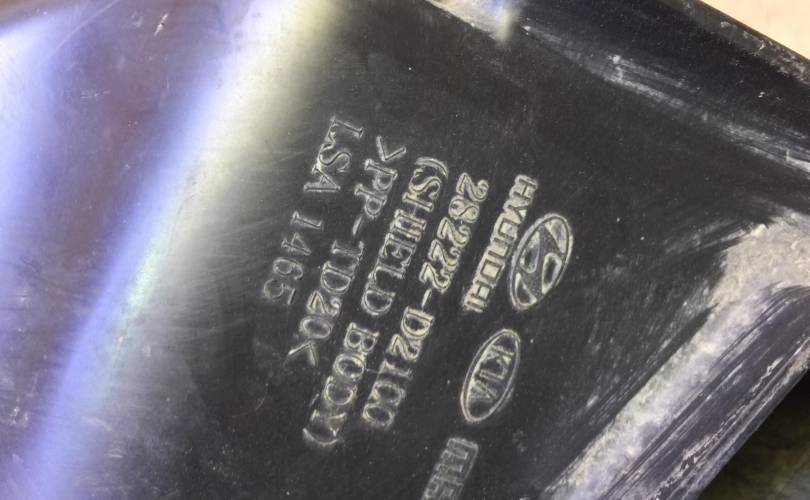 HYUNDAI KIA
28222-D2100
(SHIELD BODY)
>PP-TD20<
LSA 1465